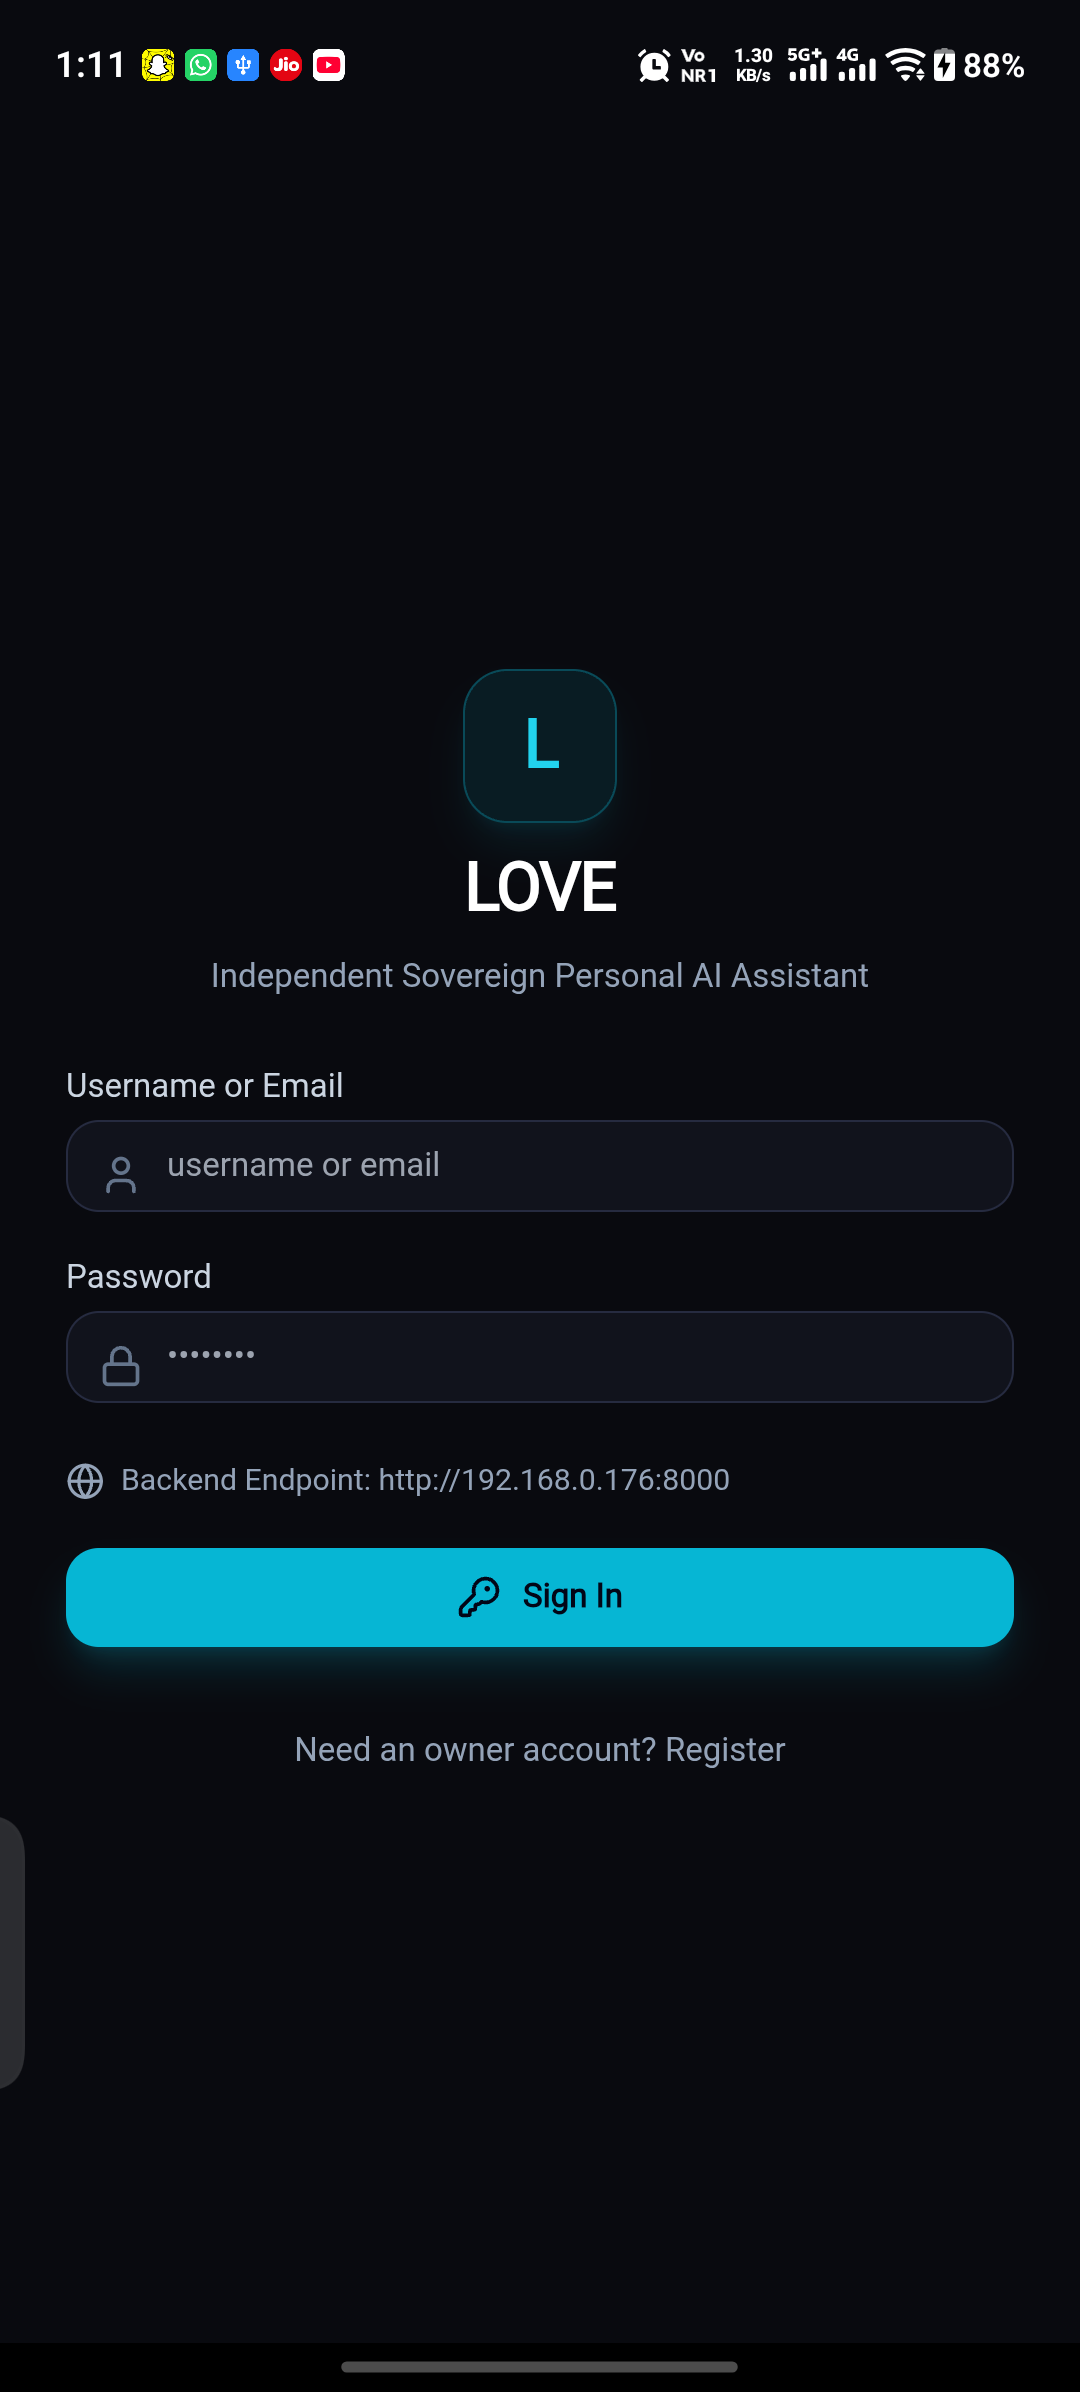 1:11
Jio
Vo
NR1
1.30
KB/s
5G+
4G
88%
L
LOVE
Independent Sovereign Personal AI Assistant
Username or Email
username or email
Password
••••••••
Backend Endpoint: http://192.168.0.176:8000
Sign In
Need an owner account? Register